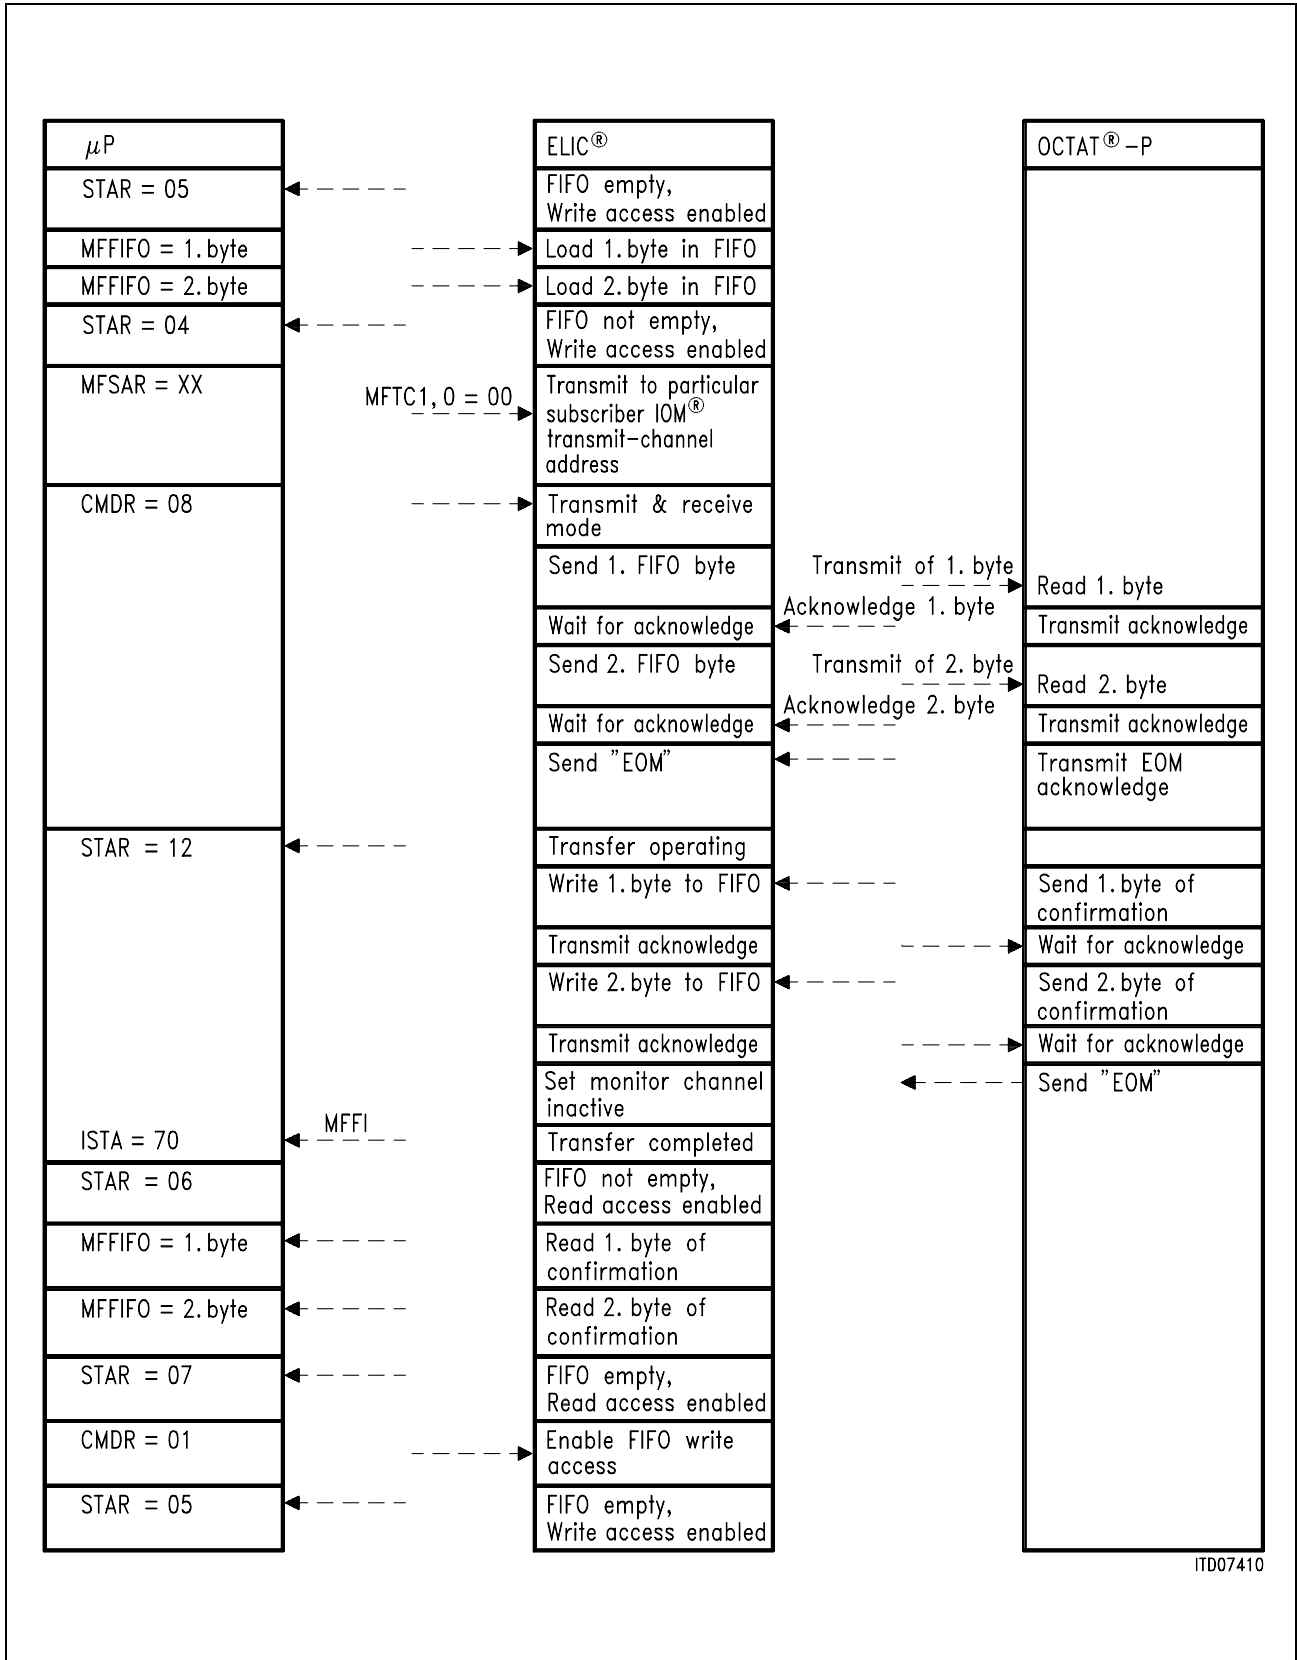 μP
ELIC®
OCTAT®-P
STAR = 05
FIFO empty,
Write access enabled
MFFIFO = 1.byte
Load 1.byte in FIFO
MFFIFO = 2.byte
Load 2.byte in FIFO
STAR = 04
FIFO not empty,
Write access enabled
MFSAR = XX
MFTC1,0 = 00
Transmit to particular
subscriber IOM®
transmit-channel
address
CMDR = 08
Transmit & receive
mode
Send 1. FIFO byte
Transmit of 1.byte
Read 1. byte
Acknowledge 1.byte
Wait for acknowledge
Transmit acknowledge
Send 2. FIFO byte
Transmit of 2.byte
Read 2. byte
Acknowledge 2.byte
Wait for acknowledge
Transmit acknowledge
Send "EOM"
Transmit EOM
acknowledge
STAR = 12
Transfer operating
Write 1.byte to FIFO
Send 1.byte of
confirmation
Transmit acknowledge
Wait for acknowledge
Write 2.byte to FIFO
Send 2.byte of
confirmation
Transmit acknowledge
Wait for acknowledge
Set monitor channel
inactive
Send "EOM"
ISTA = 70
MFFI
Transfer completed
STAR = 06
FIFO not empty,
Read access enabled
MFFIFO = 1.byte
Read 1. byte of
confirmation
MFFIFO = 2.byte
Read 2. byte of
confirmation
STAR = 07
FIFO empty,
Read access enabled
CMDR = 01
Enable FIFO write
access
STAR = 05
FIFO empty,
Write access enabled
ITD07410